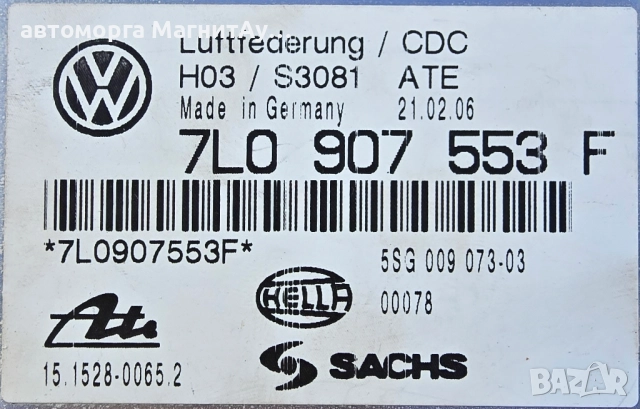 автоморга МагнитАу...
Luftfederung / CDC
H03 / S3081 ATE
Made in Germany 21.02.06
7L0 907 553 F
*7L0907553F*
5SG 009 073-03
HELLA
00078
Ate
15.1528-0065.2
SACHS
BAZAR